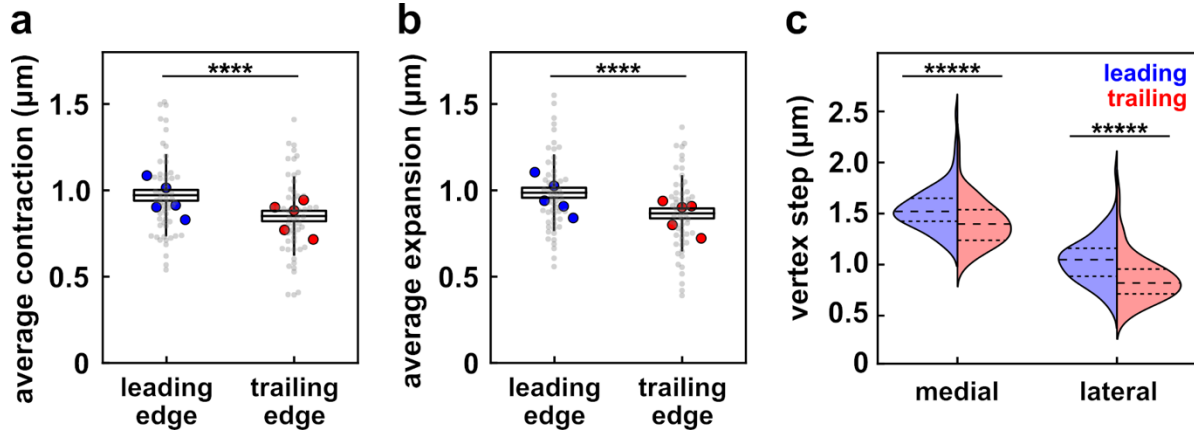 a
average contraction (µm)
1.5
1.0
0.5
0
****
leading
edge
trailing
edge
b
average expansion (µm)
1.5
1.0
0.5
0
****
leading
edge
trailing
edge
c
vertex step (µm)
2.5
2.0
1.5
1.0
0.5
0
*****
leading
trailing
*****
medial
lateral